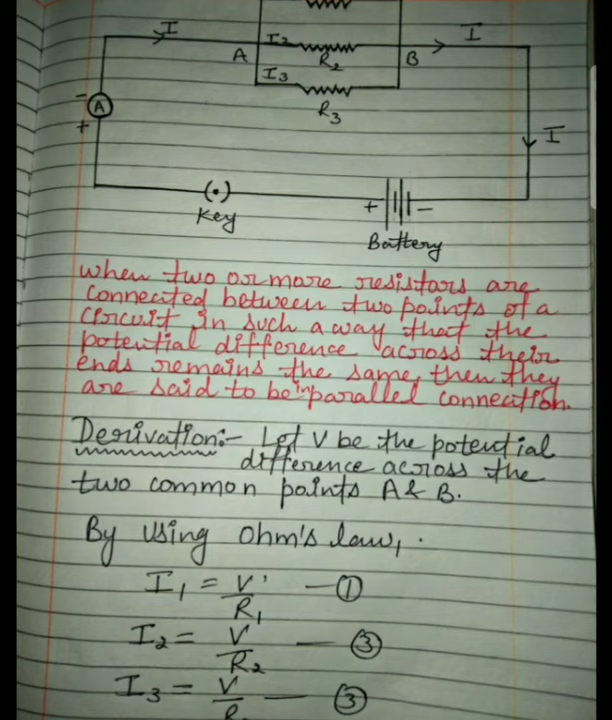 I
I
I2
A
R2
B
I3
R3
A
-
+
I
(•)
Key
+
-
Battery
when two or more resistors are
connected between two points of a
circuit in such a way that the
potential difference across their
ends remains the same, then they
are said to be in parallel connection.
Derivation:- Let V be the potential
difference across the
two common points A & B.
By using Ohm's law,
I1 = V/R1 — ①
I2 = V/R2 — ③
I3 = V/R — ③